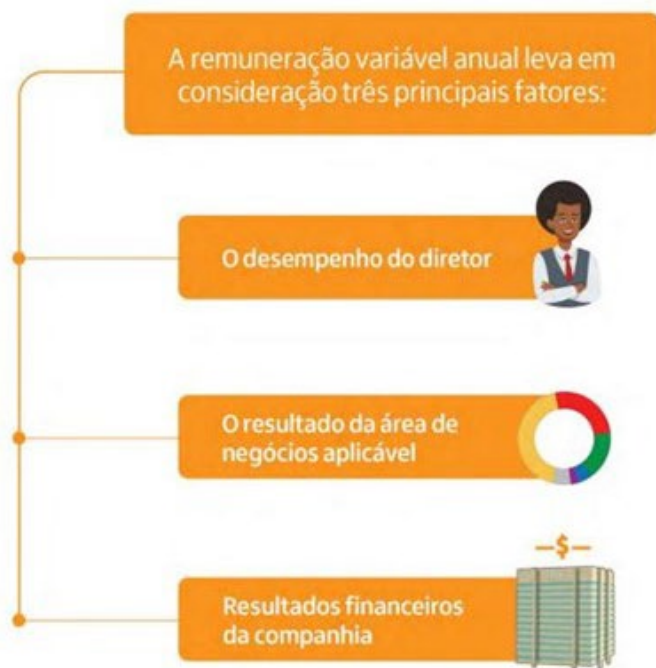 A remuneração variável anual leva em
consideração três principais fatores:
O desempenho do diretor
O resultado da área de
negócios aplicável
$
Resultados financeiros
da companhia